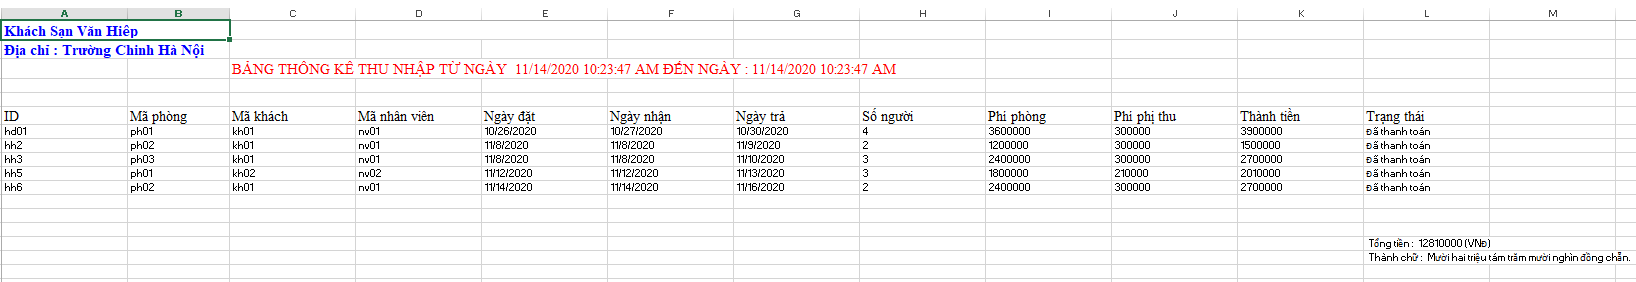 A B C D E F G H I J K L M
Khách Sạn Văn Hiêp
Địa chỉ : Trường Chinh Hà Nội
BẢNG THỐNG KÊ THU NHẬP TỪ NGÀY 11/14/2020 10:23:47 AM ĐẾN NGÀY : 11/14/2020 10:23:47 AM
ID Mã phòng Mã khách Mã nhân viên Ngày đặt Ngày nhận Ngày trả Số người Phi phòng Phi phị thu Thành tiền Trạng thái
hd01 ph01 kh01 nv01 10/26/2020 10/27/2020 10/30/2020 4 3600000 300000 3900000 Đã thanh toán
hh2 ph02 kh01 nv01 11/8/2020 11/8/2020 11/9/2020 2 1200000 300000 1500000 Đã thanh toán
hh3 ph03 kh01 nv01 11/8/2020 11/8/2020 11/10/2020 3 2400000 300000 2700000 Đã thanh toán
hh5 ph01 kh02 nv02 11/12/2020 11/12/2020 11/13/2020 3 1800000 210000 2010000 Đã thanh toán
hh6 ph02 kh01 nv01 11/14/2020 11/14/2020 11/16/2020 2 2400000 300000 2700000 Đã thanh toán
Tổng tiền : 12810000 (VNĐ)
Thành chữ : Mười hai triệu tám trăm mười nghìn đồng chẵn.